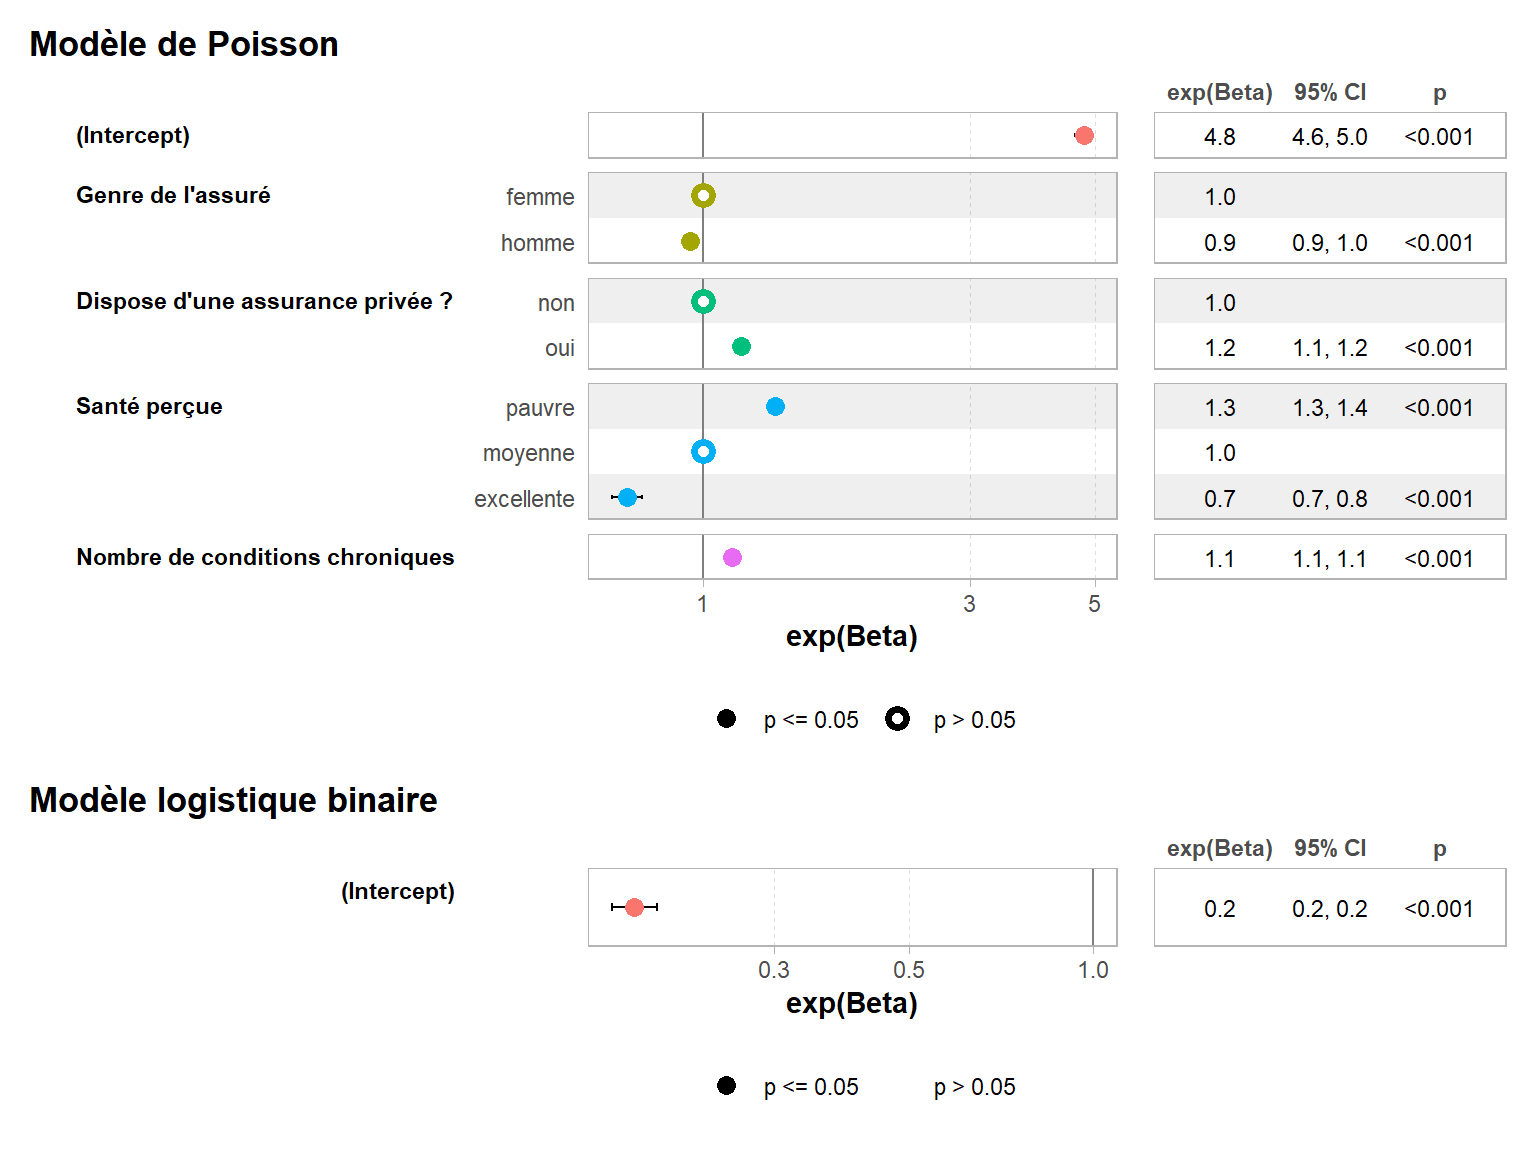 Modèle de Poisson
exp(Beta) 95% CI p
(Intercept) 4.8 4.6, 5.0 <0.001
Genre de l'assuré femme 1.0
homme 0.9 0.9, 1.0 <0.001
Dispose d'une assurance privée ? non 1.0
oui 1.2 1.1, 1.2 <0.001
Santé perçue pauvre 1.3 1.3, 1.4 <0.001
moyenne 1.0
excellente 0.7 0.7, 0.8 <0.001
Nombre de conditions chroniques 1.1 1.1, 1.1 <0.001
1 3 5
exp(Beta)
p <= 0.05 p > 0.05
Modèle logistique binaire
exp(Beta) 95% CI p
(Intercept) 0.2 0.2, 0.2 <0.001
0.3 0.5 1.0
exp(Beta)
p <= 0.05 p > 0.05